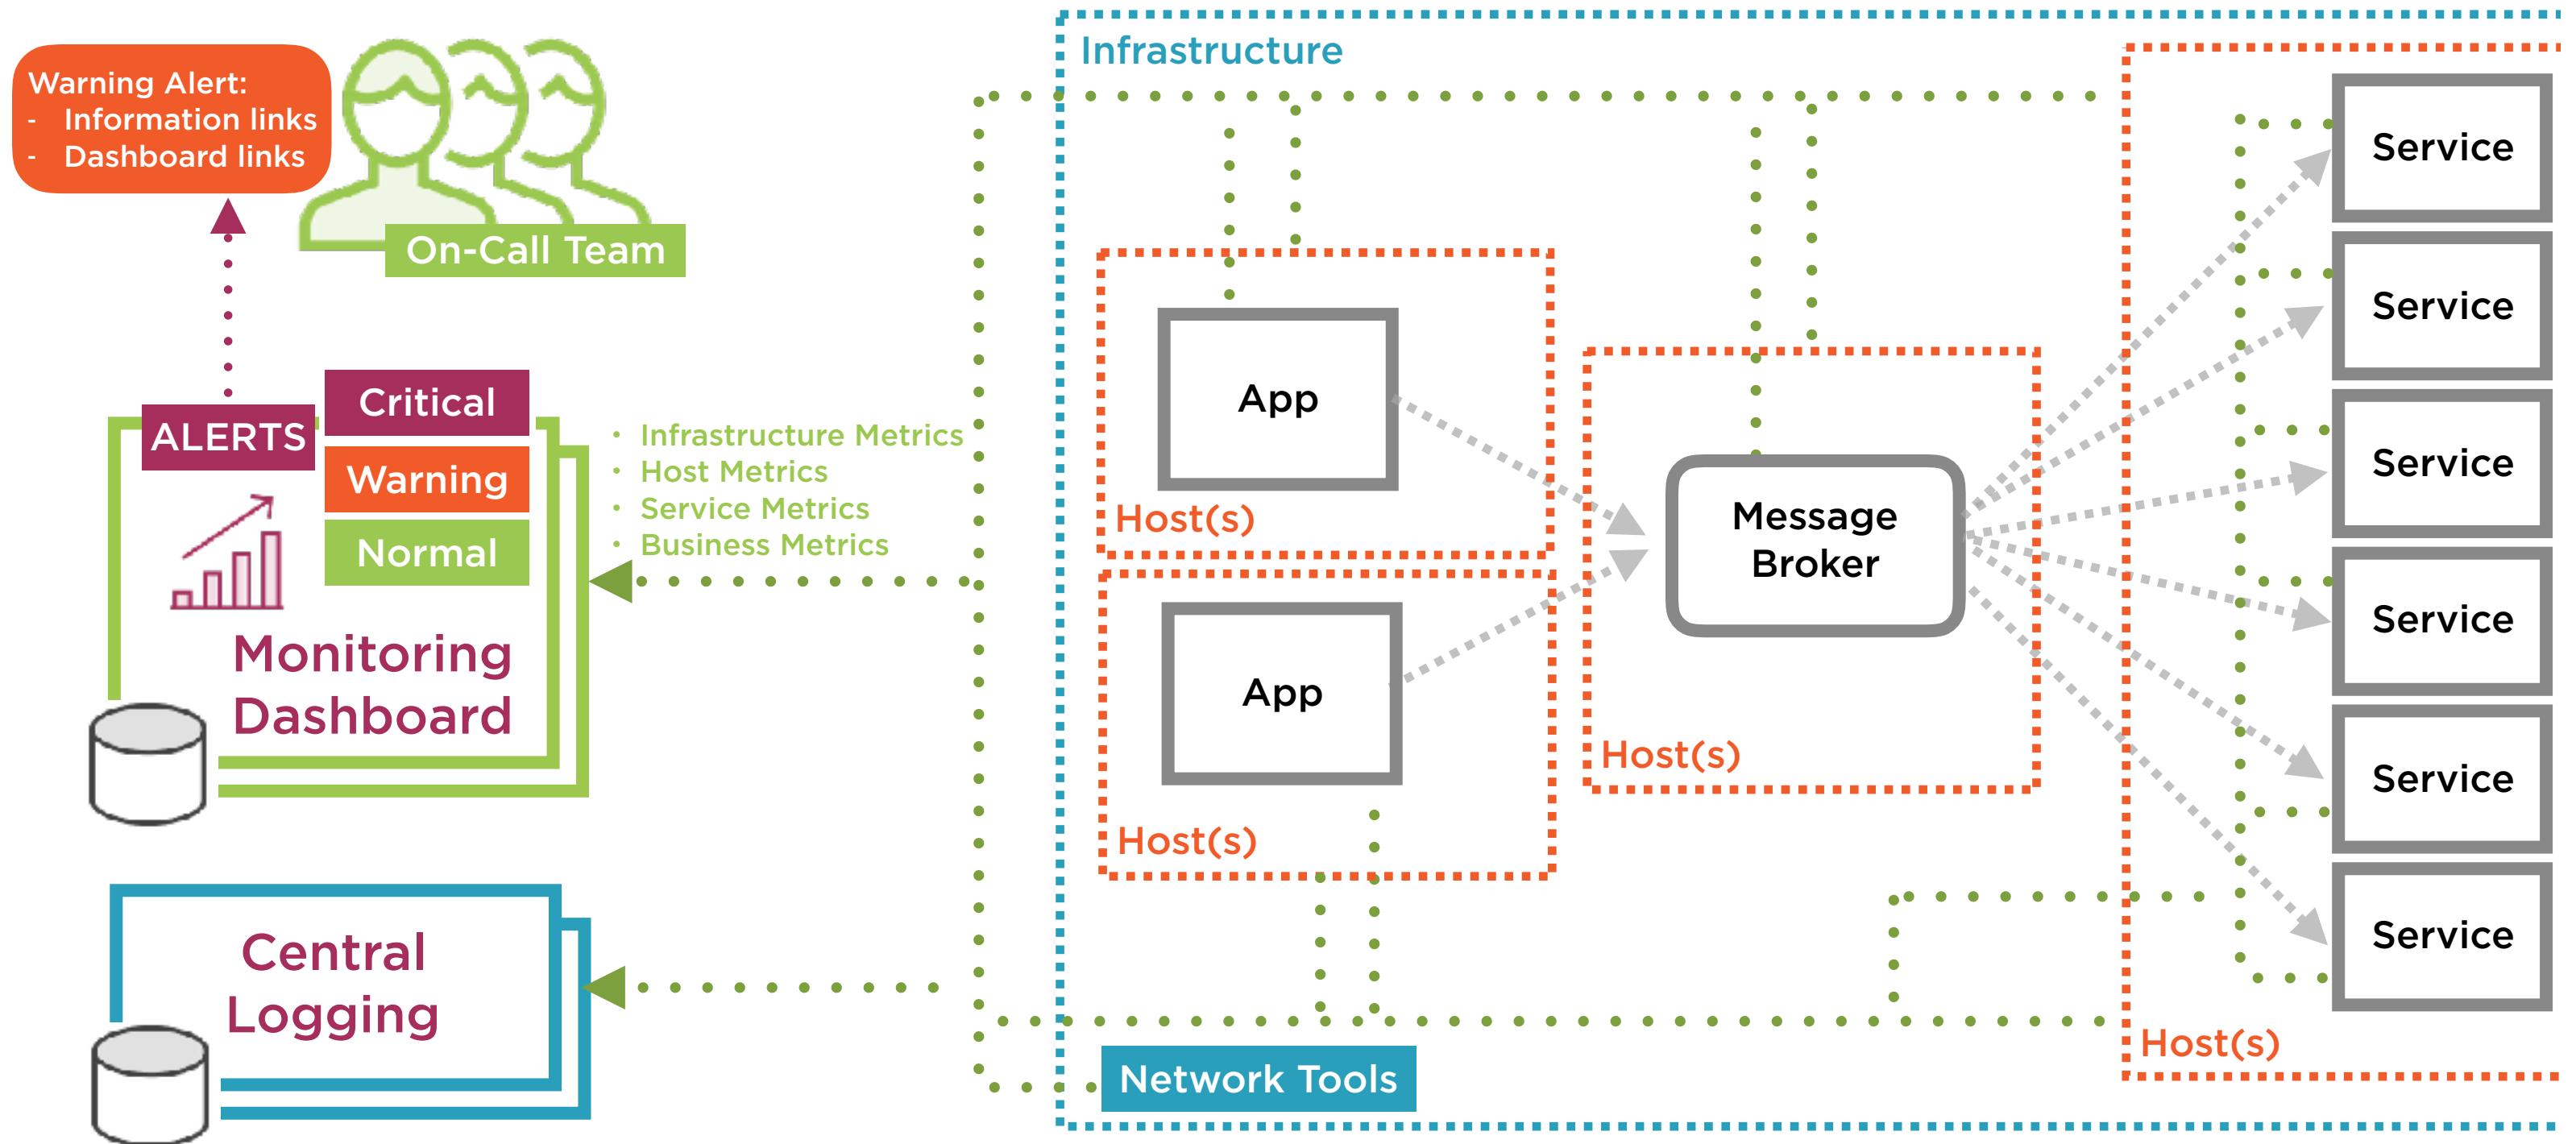 Warning Alert:
- Information links
- Dashboard links
On-Call Team
ALERTS
Critical
Warning
Normal
Monitoring
Dashboard
• Infrastructure Metrics
• Host Metrics
• Service Metrics
• Business Metrics
Central
Logging
Infrastructure
App
Host(s)
App
Host(s)
Message
Broker
Host(s)
Network Tools
Service
Service
Service
Service
Service
Service
Host(s)